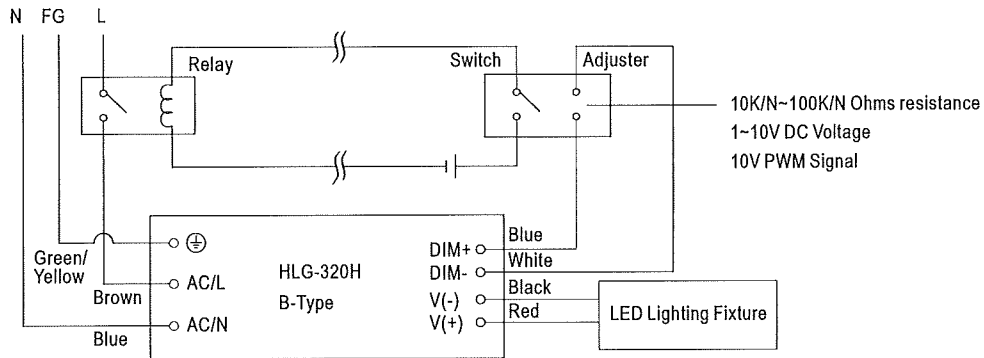 N FG L
Relay
Switch
Adjuster
10K/N~100K/N Ohms resistance
1~10V DC Voltage
10V PWM Signal
Green/
Yellow
Brown
Blue
AC/L
AC/N
HLG-320H
B-Type
DIM+
DIM-
V(-)
V(+)
Blue
White
Black
Red
LED Lighting Fixture